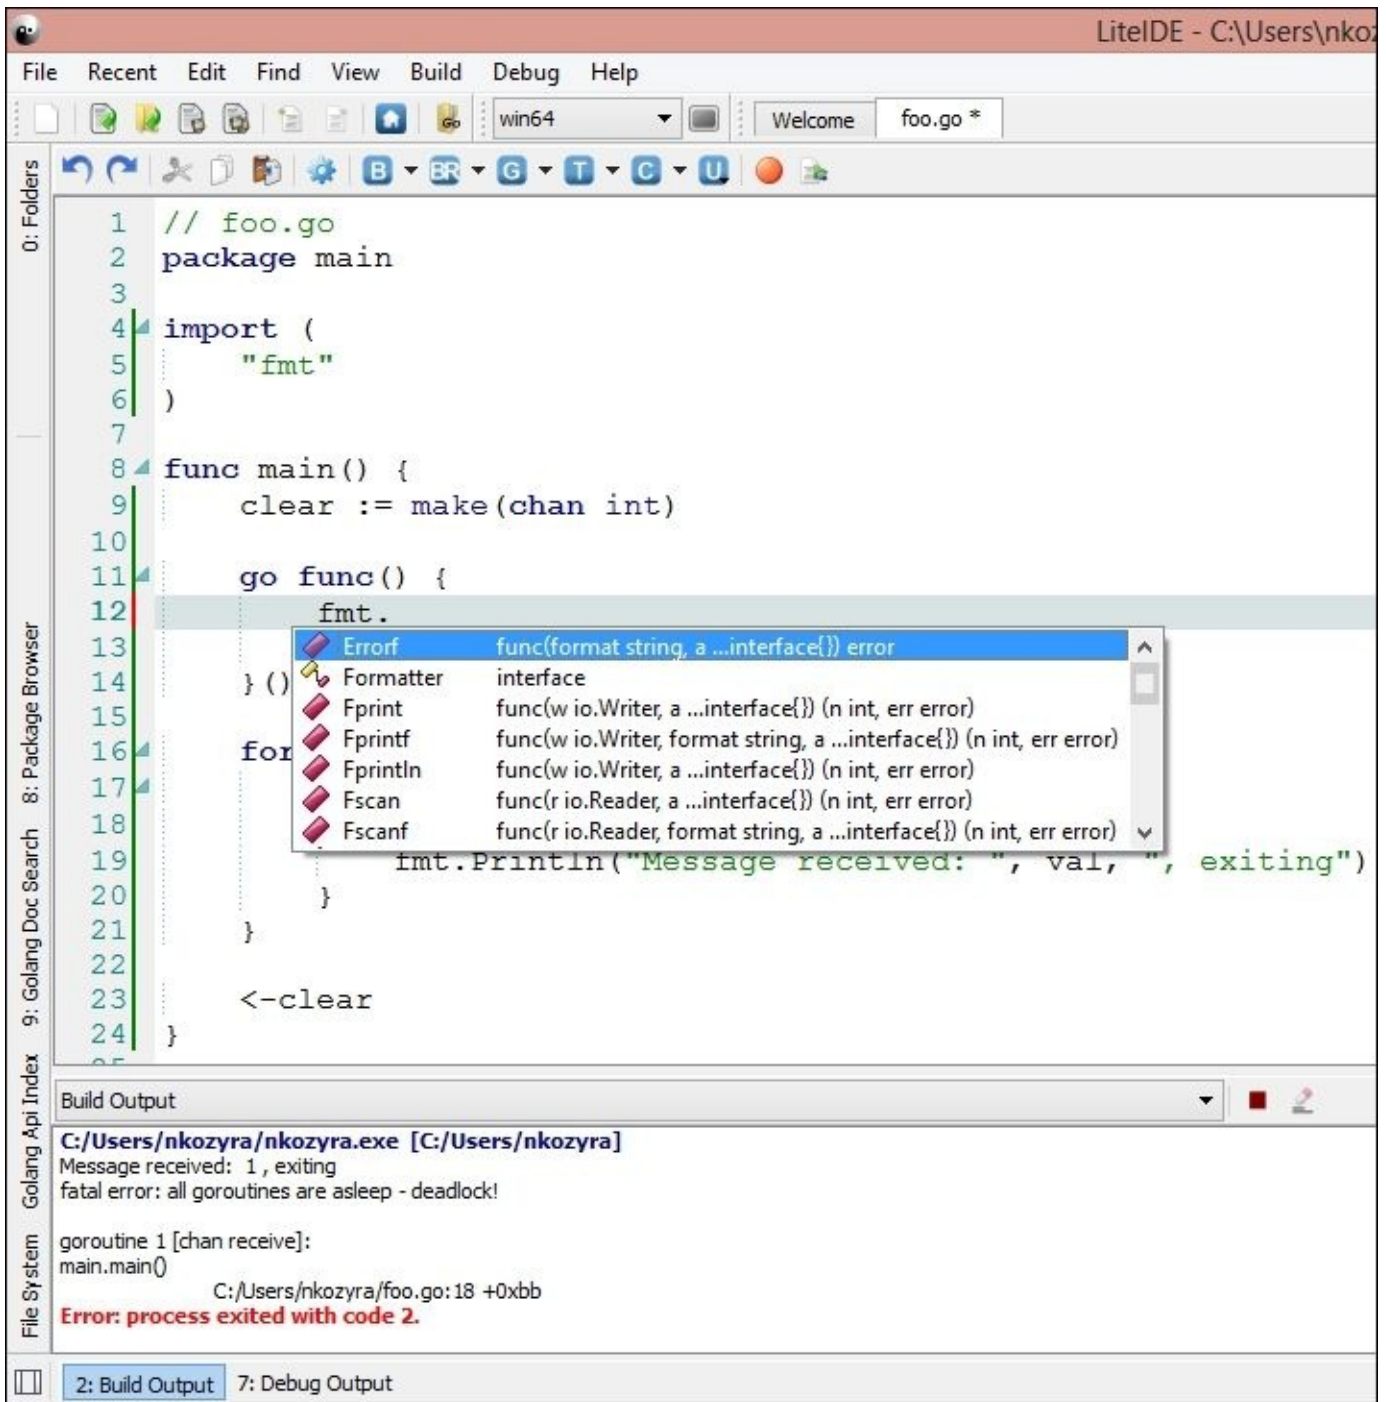 LiteIDE - C:\Users\nkoz
File Recent Edit Find View Build Debug Help
Go win64 Welcome foo.go *
B BR G T C U
0: Folders
8: Package Browser
9: Golang Doc Search
Golang Api Index
File System
1 // foo.go
2 package main
3
4 import (
5 "fmt"
6 )
7
8 func main() {
9 clear := make(chan int)
10
11 go func() {
12 fmt.
13
14 }()
15
16 for
17
18
19 fmt.Println("Message received: ", val, ", exiting")
20 }
21 }
22
23 <-clear
24 }
25
Errorf func(format string, a ...interface{}) error
Formatter interface
Fprint func(w io.Writer, a ...interface{}) (n int, err error)
Fprintf func(w io.Writer, format string, a ...interface{}) (n int, err error)
Fprintln func(w io.Writer, a ...interface{}) (n int, err error)
Fscan func(r io.Reader, a ...interface{}) (n int, err error)
Fscanf func(r io.Reader, format string, a ...interface{}) (n int, err error)
Build Output
C:/Users/nkozyra/nkozyra.exe [C:/Users/nkozyra]
Message received: 1 , exiting
fatal error: all goroutines are asleep - deadlock!
goroutine 1 [chan receive]:
main.main()
C:/Users/nkozyra/foo.go:18 +0xbb
Error: process exited with code 2.
2: Build Output 7: Debug Output